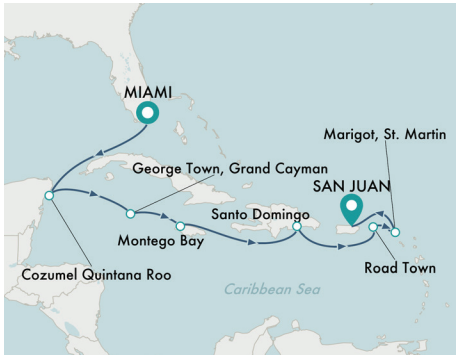 MIAMI
Marigot, St. Martin
George Town, Grand Cayman
SAN JUAN
Santo Domingo
Montego Bay
Cozumel Quintana Roo
Road Town
Caribbean Sea